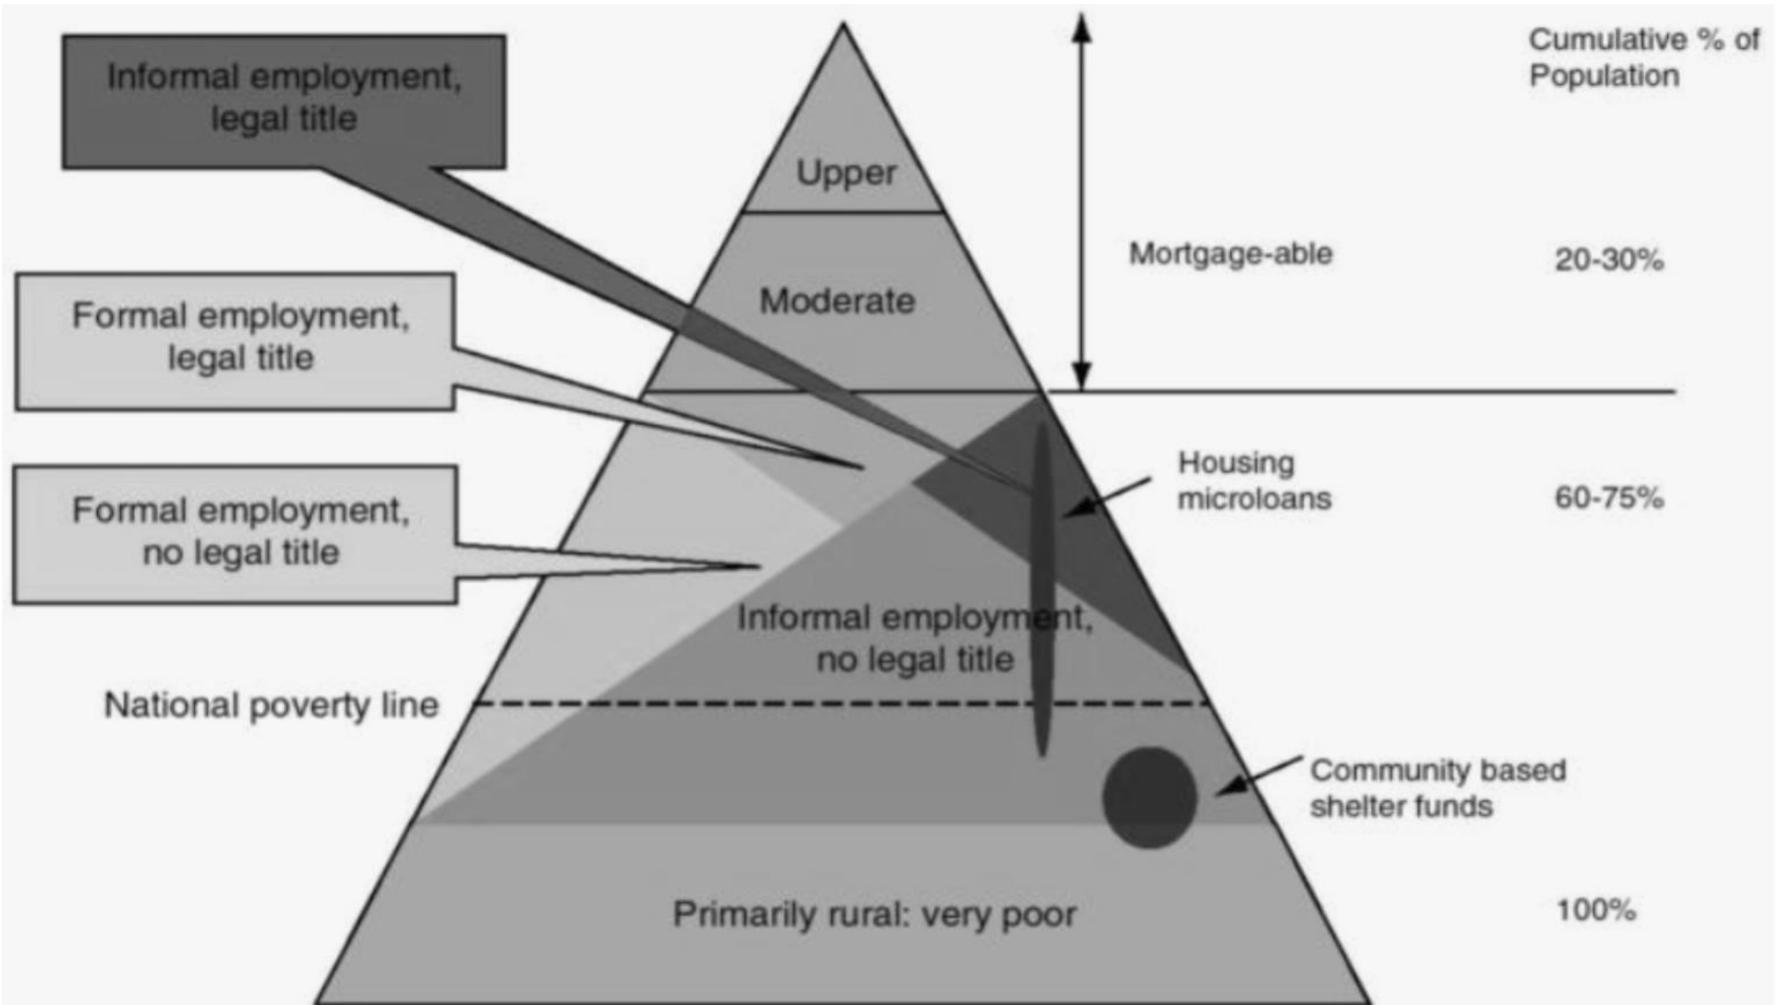 Cumulative % of
Population
Informal employment,
legal title
Upper
Mortgage-able
20-30%
Moderate
Formal employment,
legal title
Housing
microloans
60-75%
Formal employment,
no legal title
Informal employment,
no legal title
National poverty line
Community based
shelter funds
Primarily rural: very poor
100%